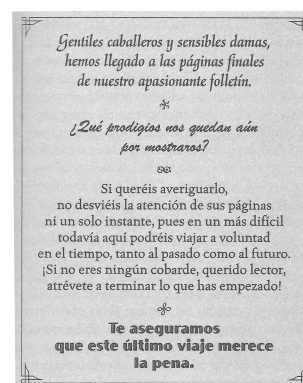 Gentiles caballeros y sensibles damas,
hemos llegado a las páginas finales
de nuestro apasionante folletín.
¿Qué prodigios nos quedan aún
por mostraros?
Si queréis averiguarlo,
no desviéis la atención de sus páginas
ni un solo instante, pues en un más difícil
todavía aquí podréis viajar a voluntad
en el tiempo, tanto al pasado como al futuro.
¡Si no eres ningún cobarde, querido lector,
atrévete a terminar lo que has empezado!
Te aseguramos
que este último viaje merece
la pena.